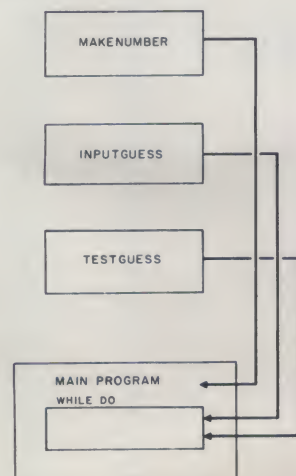 MAKENUMBER
INPUTGUESS
TESTGUESS
MAIN PROGRAM
WHILE DO